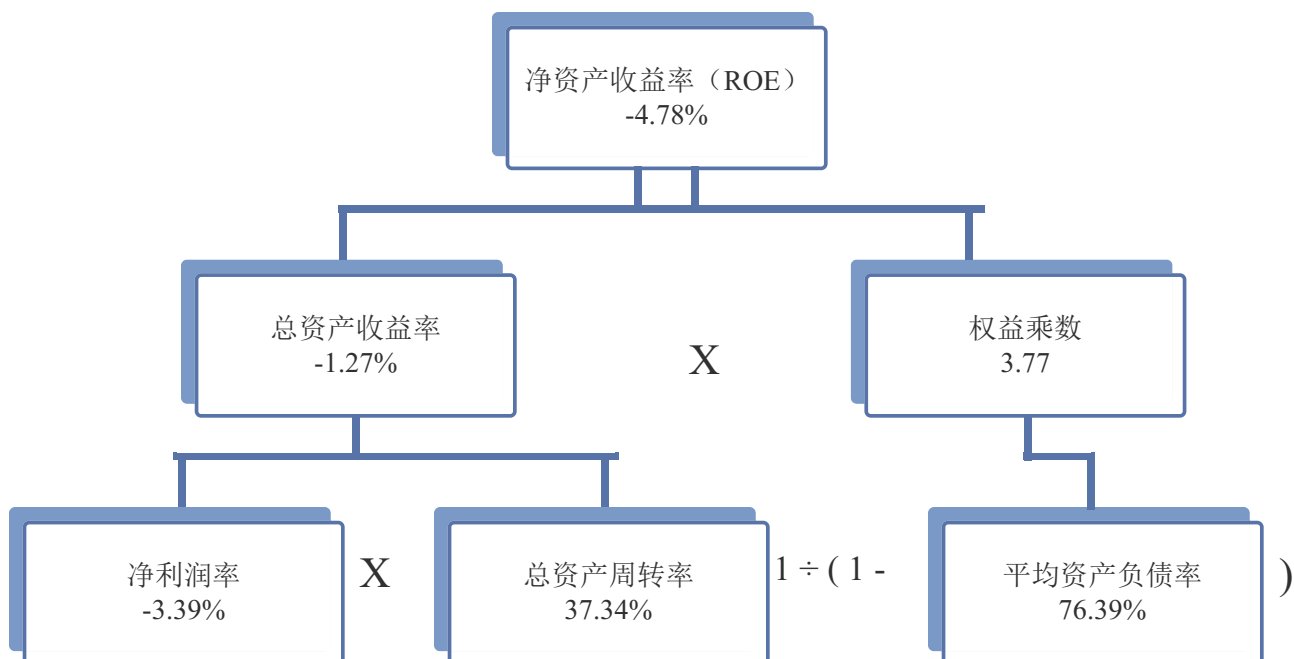 净资产收益率（ROE）
-4.78%
总资产收益率
-1.27%
X
权益乘数
3.77
净利润率
-3.39%
X
总资产周转率
37.34%
1 ÷ ( 1 -
平均资产负债率
76.39%
)